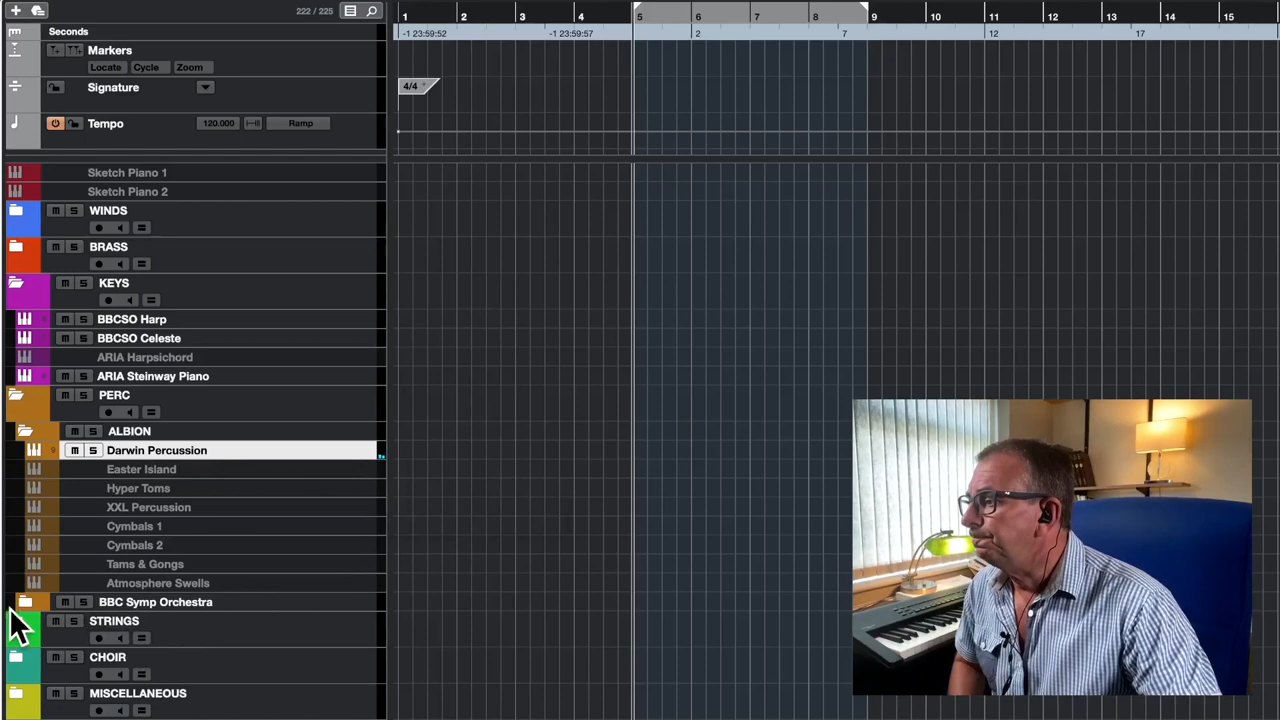 222 / 225
1 2 3 4 5 6 7 8 9 10 11 12 13 14 15
Seconds
-1 23:59:52 -1 23:59:57 2 7 12 17
Markers
Locate Cycle Zoom
Signature
4/4
Tempo 120.000 Ramp
Sketch Piano 1
Sketch Piano 2
m S WINDS
m S BRASS
m S KEYS
m S BBCSO Harp
m S BBCSO Celeste
ARIA Harpsichord
m S ARIA Steinway Piano
m S PERC
m S ALBION
9 m S Darwin Percussion
Easter Island
Hyper Toms
XXL Percussion
Cymbals 1
Cymbals 2
Tams & Gongs
Atmosphere Swells
m S BBC Symp Orchestra
m S STRINGS
m S CHOIR
m S MISCELLANEOUS